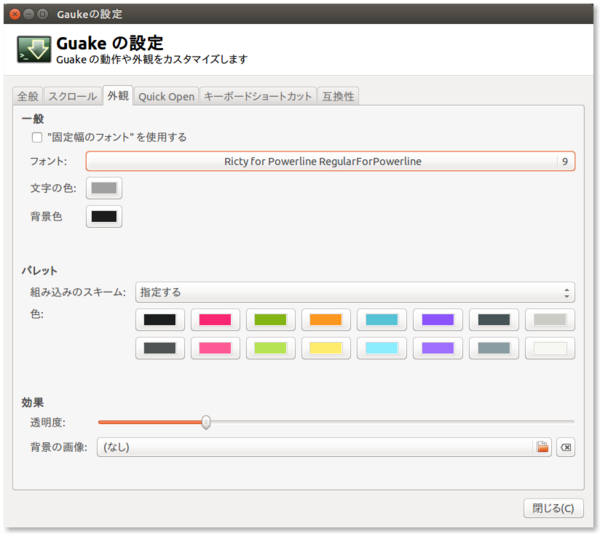 Gaukeの設定
Guake の設定
Guake の動作や外観をカスタマイズします
全般 スクロール 外観 Quick Open キーボードショートカット 互換性
一般
"固定幅のフォント" を使用する
フォント: Ricty for Powerline RegularForPowerline 9
文字の色:
背景色
パレット
組み込みのスキーム: 指定する
色:
効果
透明度:
背景の画像: (なし)
閉じる(C)